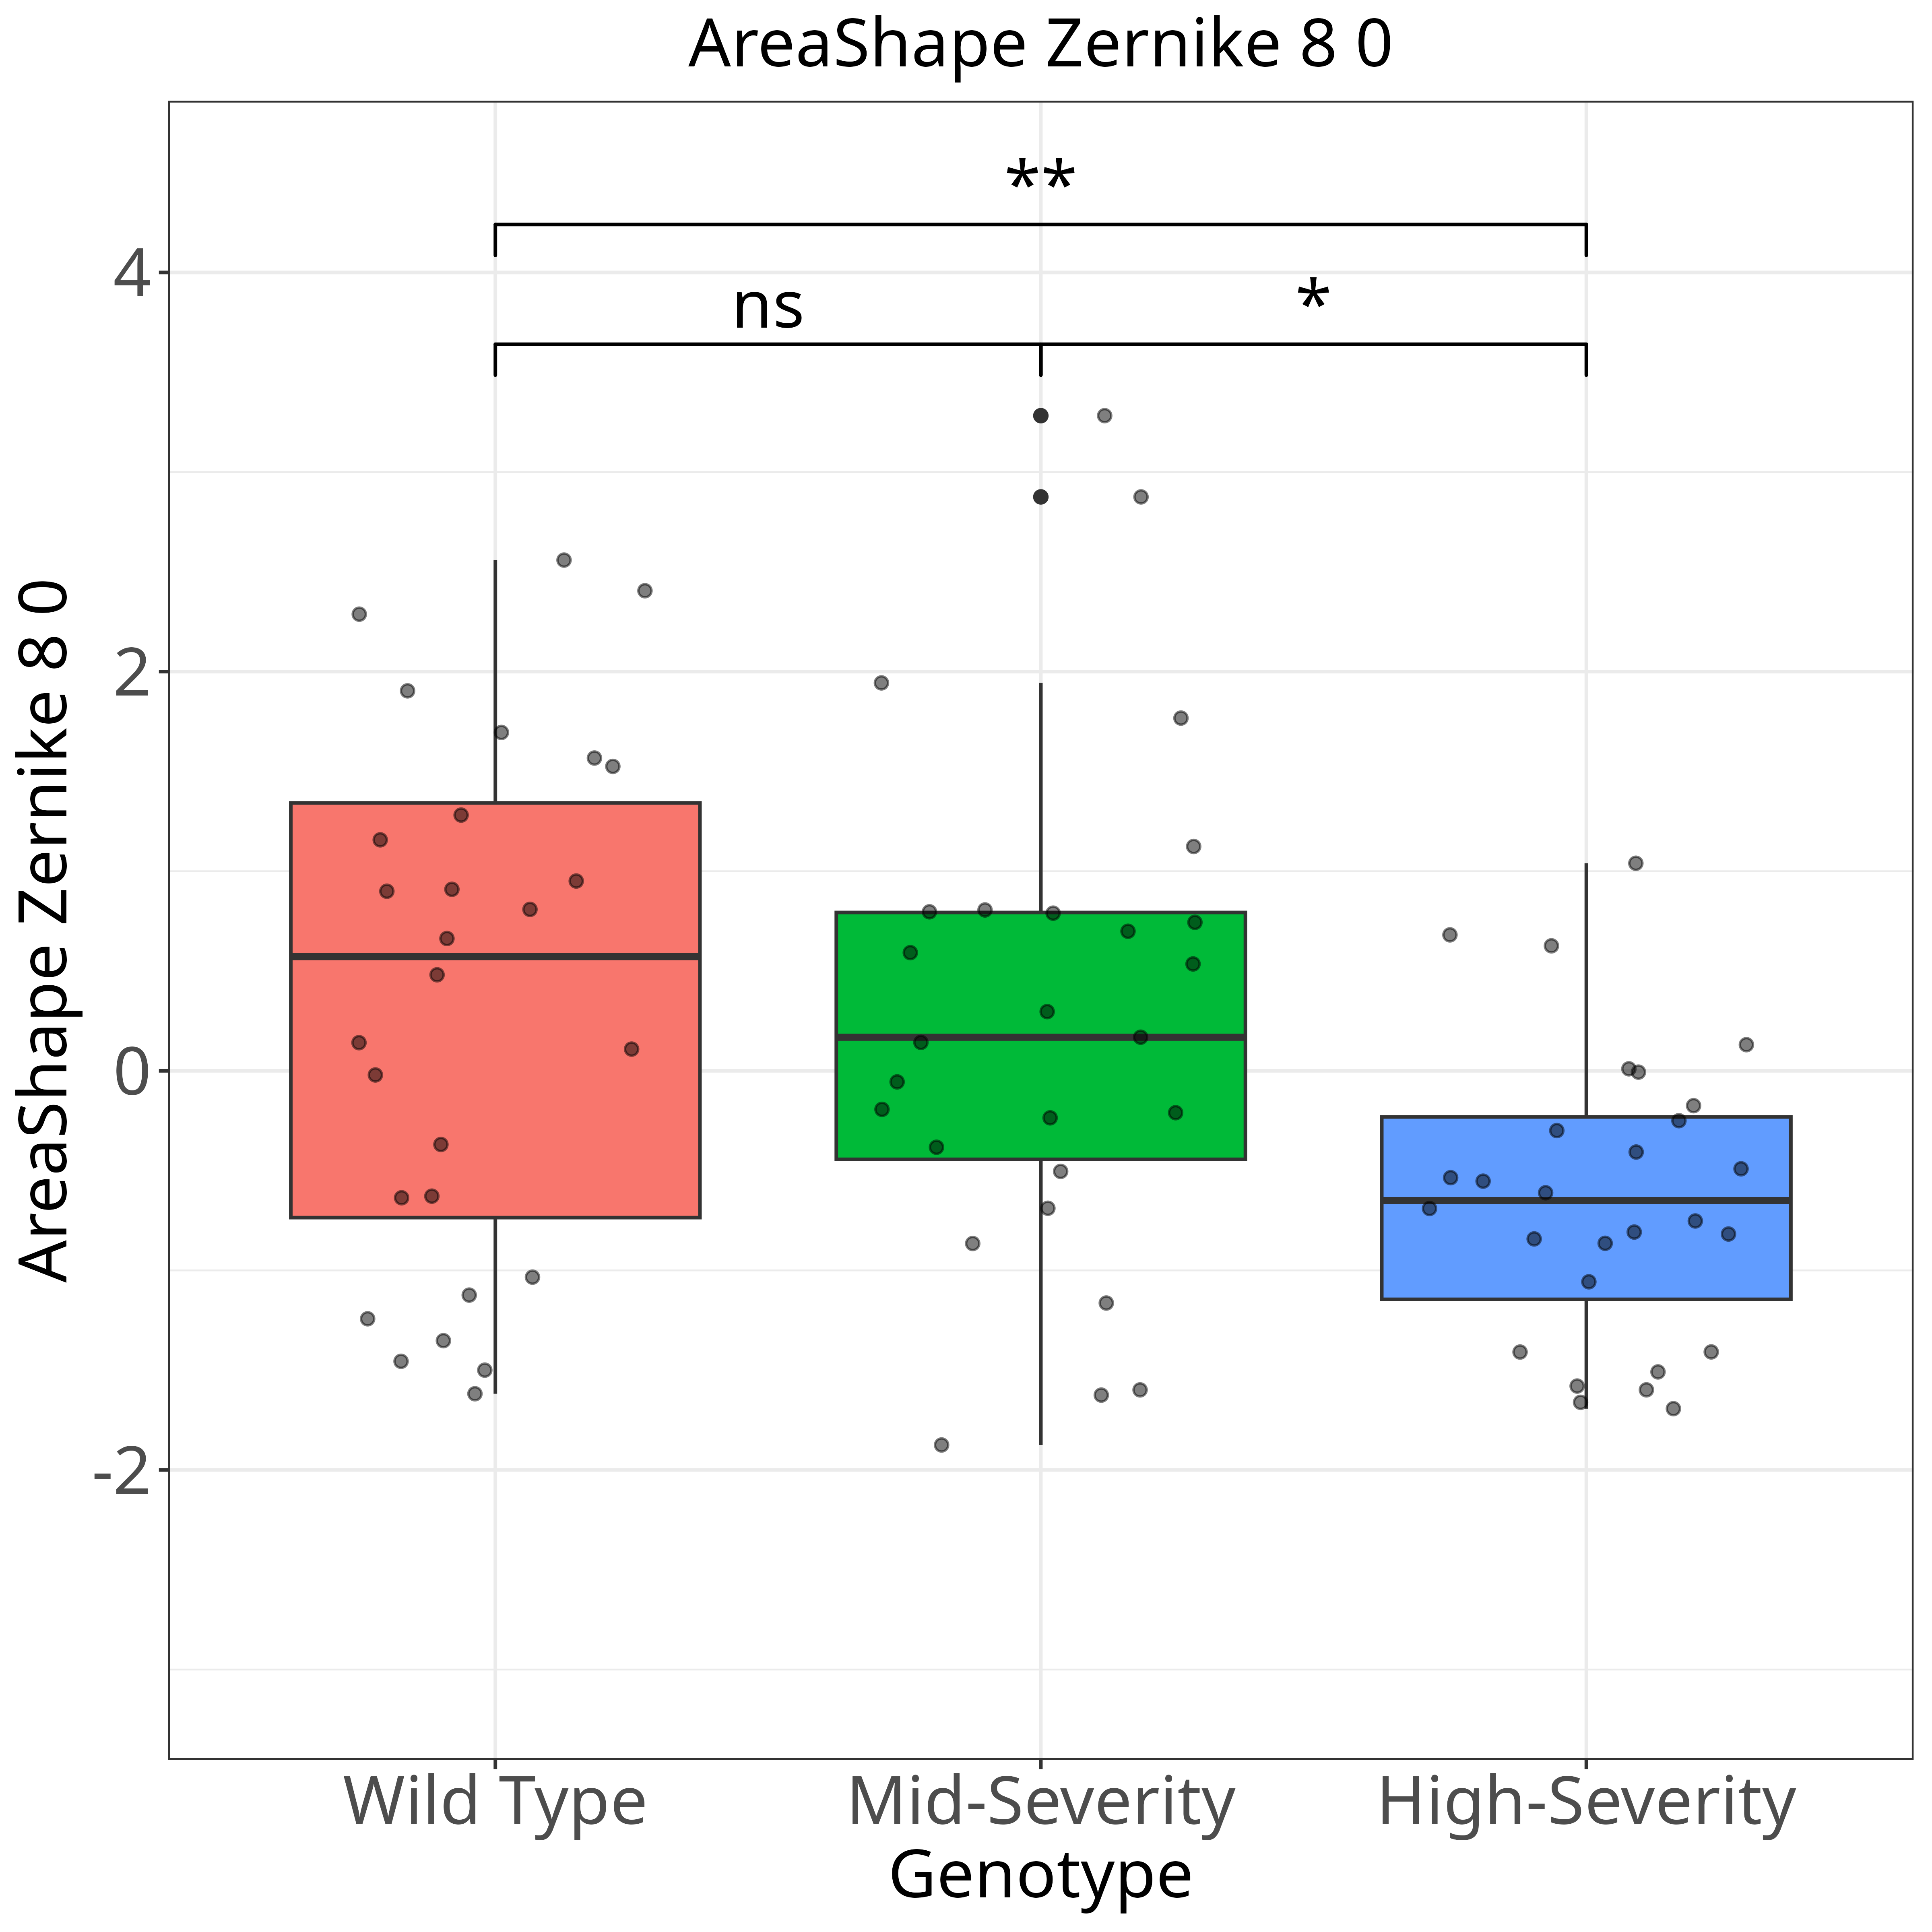 AreaShape Zernike 8 0
**
4
ns
*
2
0
-2
AreaShape Zernike 8 0
Wild Type
Mid-Severity
High-Severity
Genotype